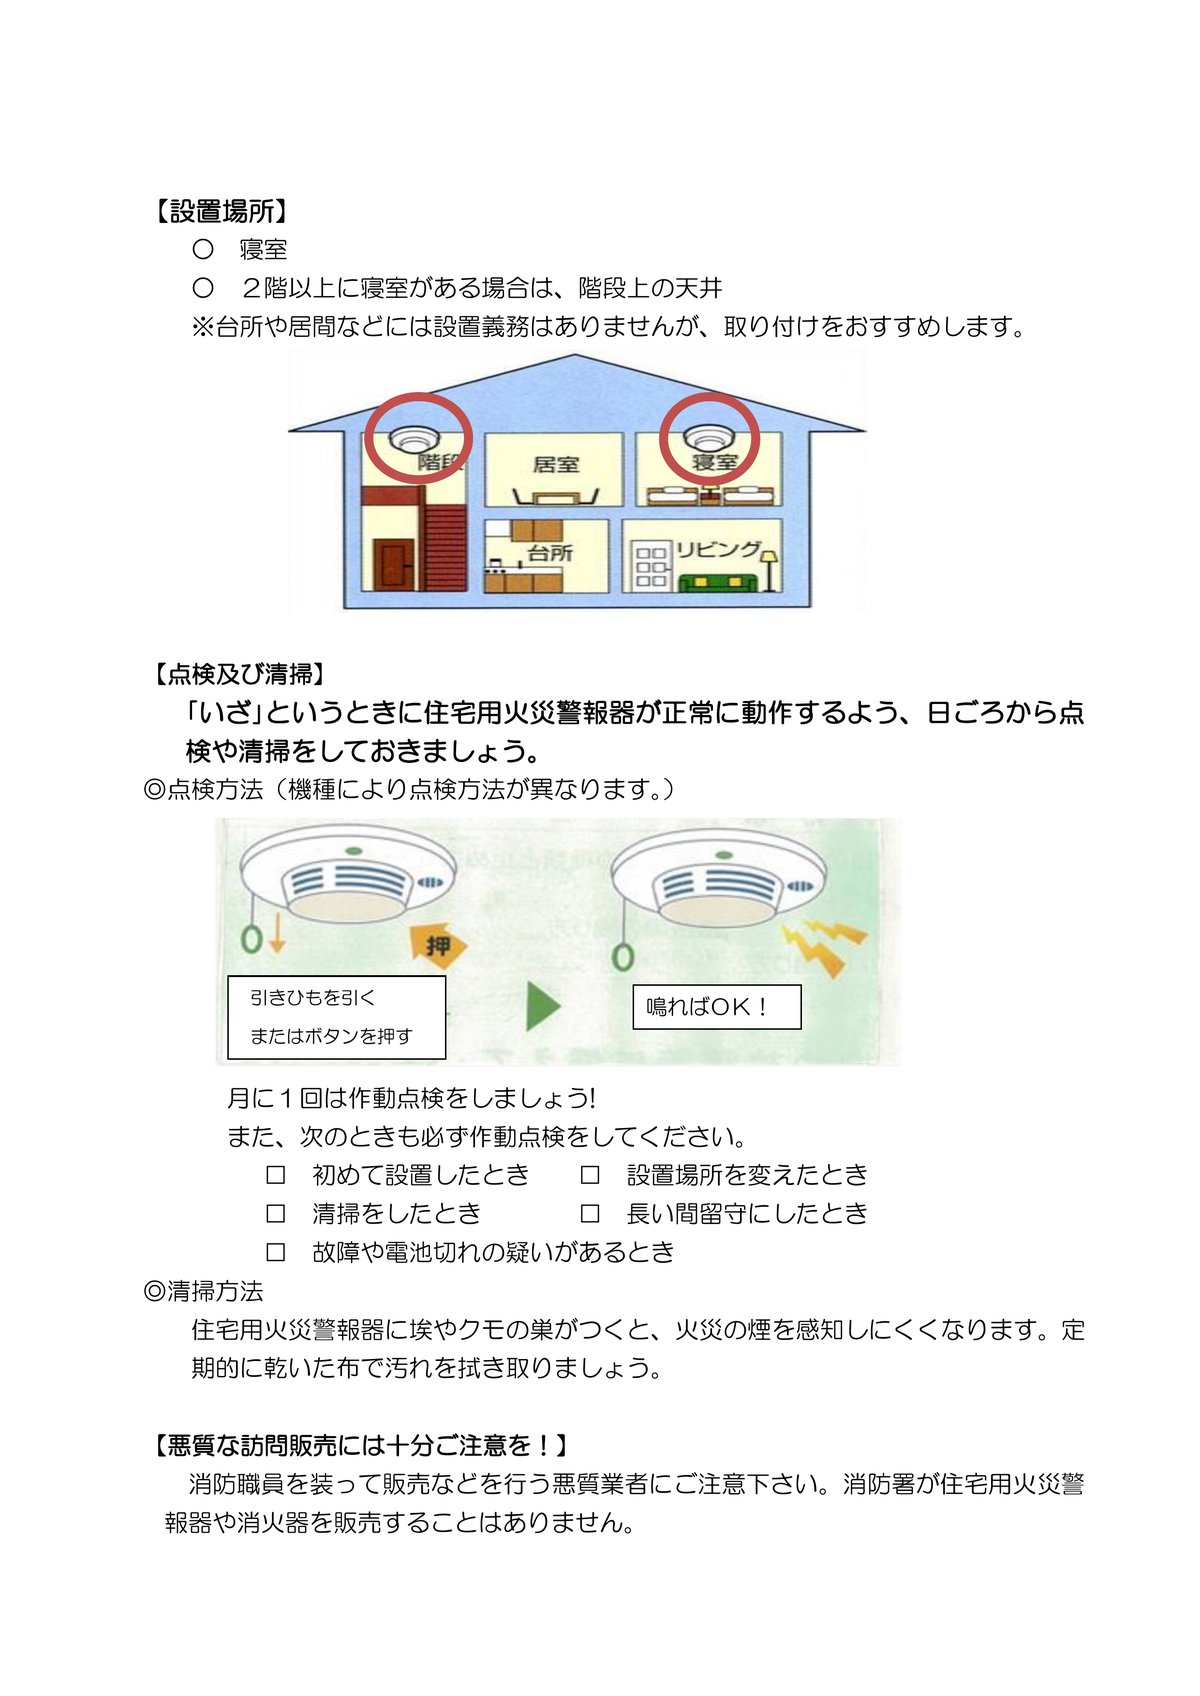 【設置場所】
○　寝室
○　２階以上に寝室がある場合は、階段上の天井
※台所や居間などには設置義務はありませんが、取り付けをおすすめします。
階段
居室
寝室
台所
リビング
【点検及び清掃】
「いざ」というときに住宅用火災警報器が正常に動作するよう、日ごろから点
検や清掃をしておきましょう。
◎点検方法（機種により点検方法が異なります。）
押
引きひもを引く
またはボタンを押す
鳴ればＯＫ！
月に１回は作動点検をしましょう!
また、次のときも必ず作動点検をしてください。
□　初めて設置したとき　　□　設置場所を変えたとき
□　清掃をしたとき　　　　□　長い間留守にしたとき
□　故障や電池切れの疑いがあるとき
◎清掃方法
住宅用火災警報器に埃やクモの巣がつくと、火災の煙を感知しにくくなります。定
期的に乾いた布で汚れを拭き取りましょう。
【悪質な訪問販売には十分ご注意を！】
消防職員を装って販売などを行う悪質業者にご注意下さい。消防署が住宅用火災警
報器や消火器を販売することはありません。